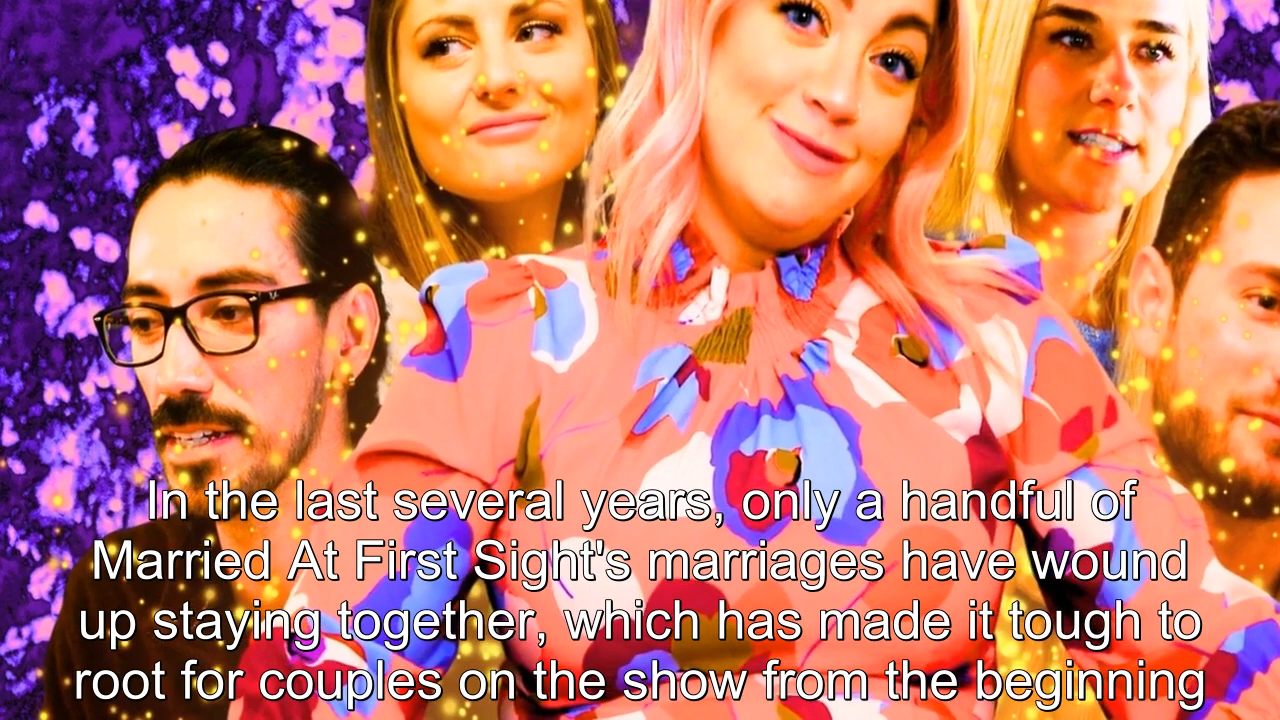 In the last several years, only a handful of
Married At First Sight's marriages have wound
up staying together, which has made it tough to
root for couples on the show from the beginning